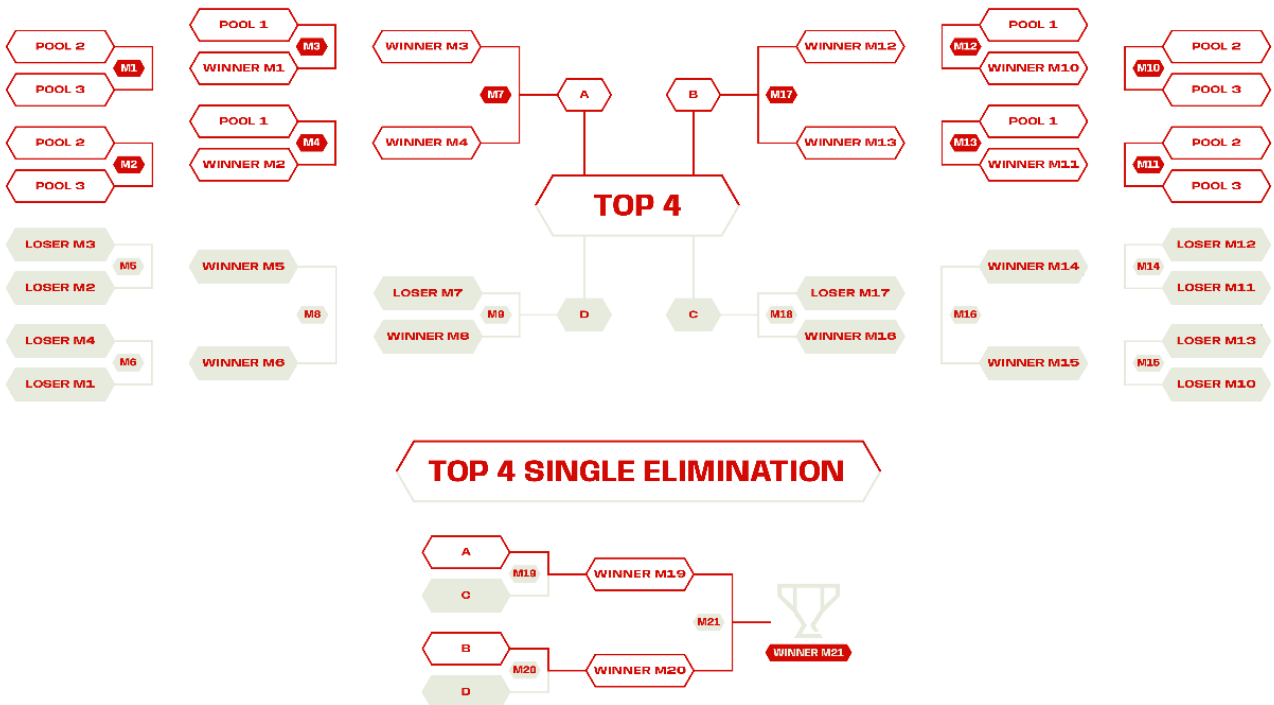 POOL 2
M1
POOL 3
POOL 2
M2
POOL 3
POOL 1
M3
WINNER M1
POOL 1
M4
WINNER M2
WINNER M3
M7
WINNER M4
A
B
WINNER M12
M17
WINNER M13
POOL 1
M12
WINNER M10
POOL 1
M13
WINNER M11
POOL 2
M10
POOL 3
POOL 2
M11
POOL 3
TOP 4
LOSER M3
M5
LOSER M2
LOSER M4
M6
LOSER M1
WINNER M5
M8
WINNER M6
LOSER M7
M9
WINNER M8
D
C
LOSER M17
M18
WINNER M16
WINNER M14
M16
WINNER M15
LOSER M12
M14
LOSER M11
LOSER M13
M15
LOSER M10
TOP 4 SINGLE ELIMINATION
A
M19
C
B
M20
D
WINNER M19
M21
WINNER M20
WINNER M21